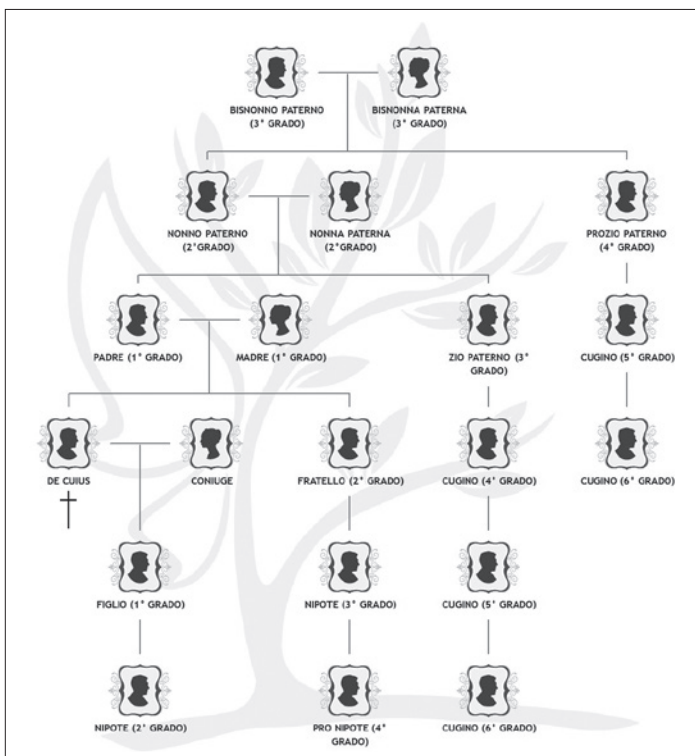 BISNONNO PATERNO
(3° GRADO)
BISNONNA PATERNA
(3° GRADO)
NONNO PATERNO
(2°GRADO)
NONNA PATERNA
(2°GRADO)
PROZIO PATERNO
(4° GRADO)
PADRE (1° GRADO)
MADRE (1° GRADO)
ZIO PATERNO (3°
GRADO)
CUGINO (5° GRADO)
DE CUIUS
CONIUGE
FRATELLO (2° GRADO)
CUGINO (4° GRADO)
CUGINO (6° GRADO)
FIGLIO (1° GRADO)
NIPOTE (3° GRADO)
CUGINO (5° GRADO)
NIPOTE (2° GRADO)
PRO NIPOTE (4°
GRADO)
CUGINO (6° GRADO)